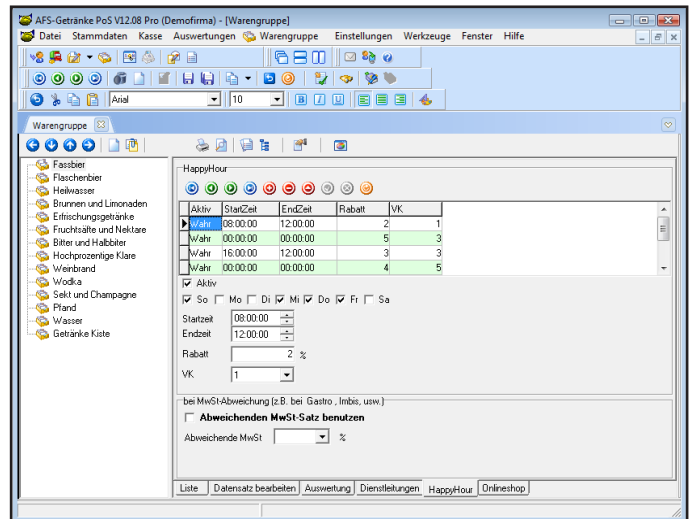 AFS-Getränke PoS V12.08 Pro (Demofirma) - [Warengruppe]
Datei Stammdaten Kasse Auswertungen Warengruppe Einstellungen Werkzeuge Fenster Hilfe
Arial 10 B I U
Warengruppe
Fassbier
Flaschenbier
Heilwasser
Brunnen und Limonaden
Erfrischungsgetränke
Fruchtsäfte und Nektare
Bitter und Halbbiter
Hochprozentige Klare
Weinbrand
Wodka
Sekt und Champagne
Pfand
Wasser
Getränke Kiste
HappyHour
Aktiv StartZeit EndZeit Rabatt VK
Wahr 08:00:00 12:00:00 2 1
Wahr 00:00:00 00:00:00 5 3
Wahr 16:00:00 12:00:00 3 3
Wahr 00:00:00 00:00:00 4 5
Aktiv
So Mo Di Mi Do Fr Sa
Startzeit 08:00:00
Endzeit 12:00:00
Rabatt 2 %
VK 1
bei MwSt-Abweichung (z.B. bei Gastro , Imbis, usw.)
Abweichenden MwSt-Satz benutzen
Abweichende MwSt %
Liste Datensatz bearbeiten Auswertung Dienstleitungen HappyHour Onlineshop